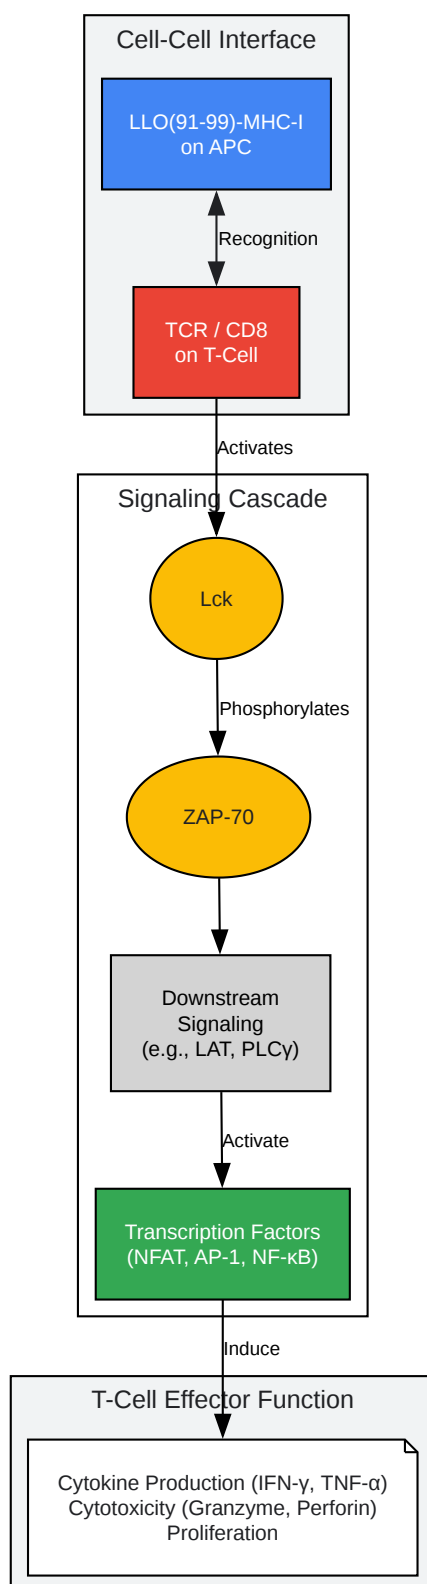 Cell-Cell Interface
LLO(91-99)-MHC-I
on APC
Recognition
TCR / CD8
on T-Cell
Activates
Signaling Cascade
Lck
Phosphorylates
ZAP-70
Downstream
Signaling
(e.g., LAT, PLCγ)
Activate
Transcription Factors
(NFAT, AP-1, NF-κB)
Induce
T-Cell Effector Function
Cytokine Production (IFN-γ, TNF-α)
Cytotoxicity (Granzyme, Perforin)
Proliferation